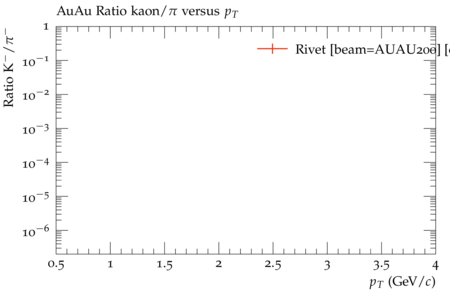 AuAu Ratio kaon/π versus p_T
Ratio K⁻/π⁻
1
10⁻¹
10⁻²
10⁻³
10⁻⁴
10⁻⁵
10⁻⁶
Rivet [beam=AUAU200] [
0.5 1 1.5 2 2.5 3 3.5 4
p_T (GeV/c)